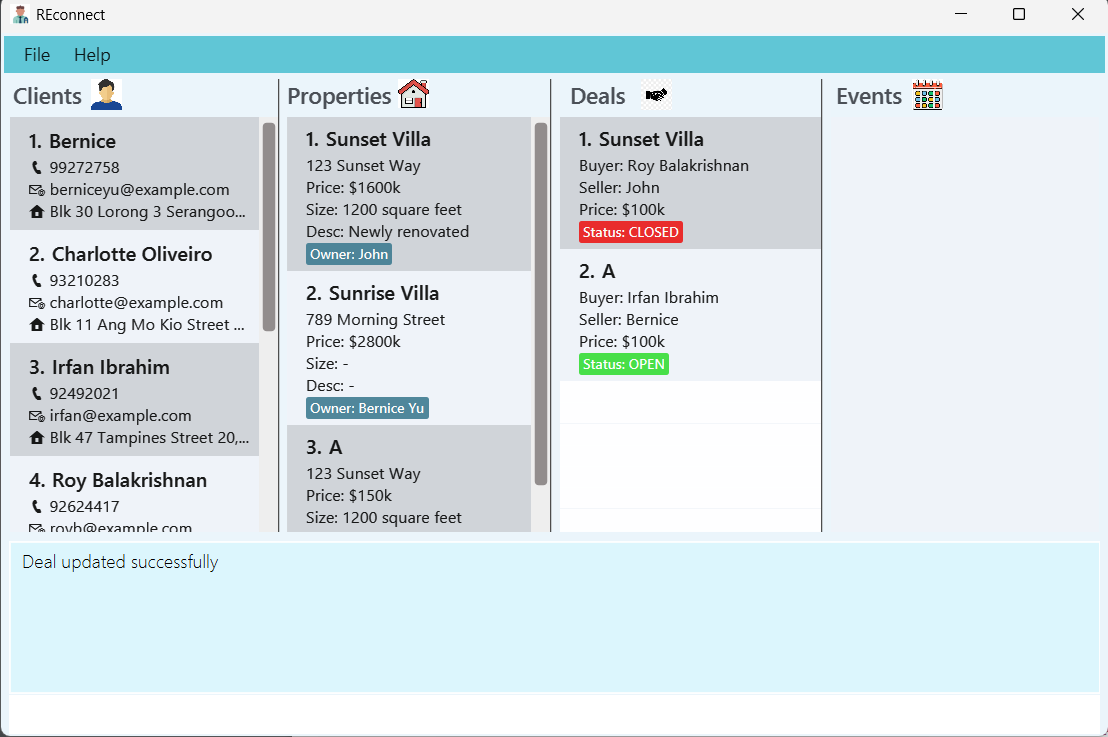 REconnect
File Help
Clients
1. Bernice
99272758
berniceyu@example.com
Blk 30 Lorong 3 Serangoo...
2. Charlotte Oliveiro
93210283
charlotte@example.com
Blk 11 Ang Mo Kio Street ...
3. Irfan Ibrahim
92492021
irfan@example.com
Blk 47 Tampines Street 20,...
4. Roy Balakrishnan
92624417
royb@example.com
Properties
1. Sunset Villa
123 Sunset Way
Price: $1600k
Size: 1200 square feet
Desc: Newly renovated
Owner: John
2. Sunrise Villa
789 Morning Street
Price: $2800k
Size: -
Desc: -
Owner: Bernice Yu
3. A
123 Sunset Way
Price: $150k
Size: 1200 square feet
Deals
1. Sunset Villa
Buyer: Roy Balakrishnan
Seller: John
Price: $100k
Status: CLOSED
2. A
Buyer: Irfan Ibrahim
Seller: Bernice
Price: $100k
Status: OPEN
Events
Deal updated successfully